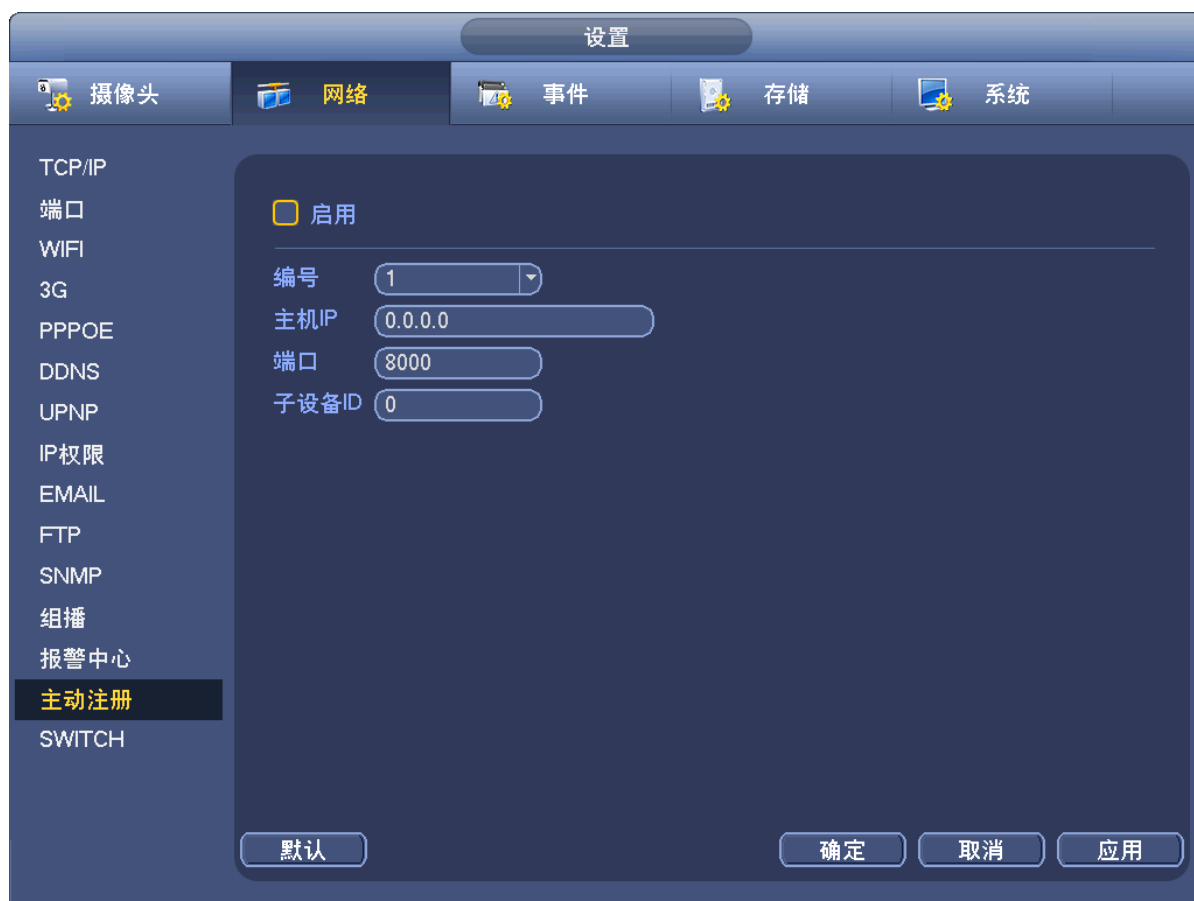 设置
摄像头 网络 事件 存储 系统
TCP/IP
端口
WIFI
3G
PPPOE
DDNS
UPNP
IP权限
EMAIL
FTP
SNMP
组播
报警中心
主动注册
SWITCH
启用
编号 1
主机IP 0.0.0.0
端口 8000
子设备ID 0
默认 确定 取消 应用